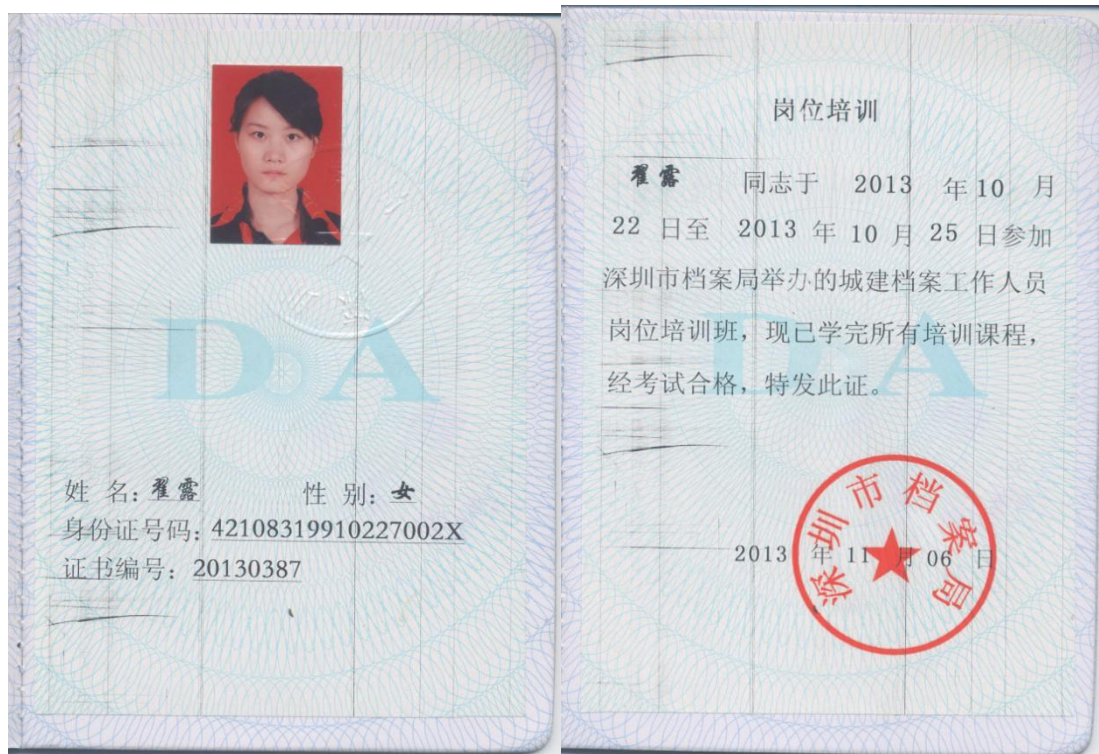 DA
姓 名:翟露 性 别:女
身份证号码:42108319910227002X
证书编号:20130387
岗位培训
翟露 同志于 2013 年 10 月
22 日至 2013 年 10 月 25 日参加
深圳市档案局举办的城建档案工作人员
岗位培训班，现已学完所有培训课程，
经考试合格，特发此证。
DA
深圳市档案局
2013 年 11 月 06 日